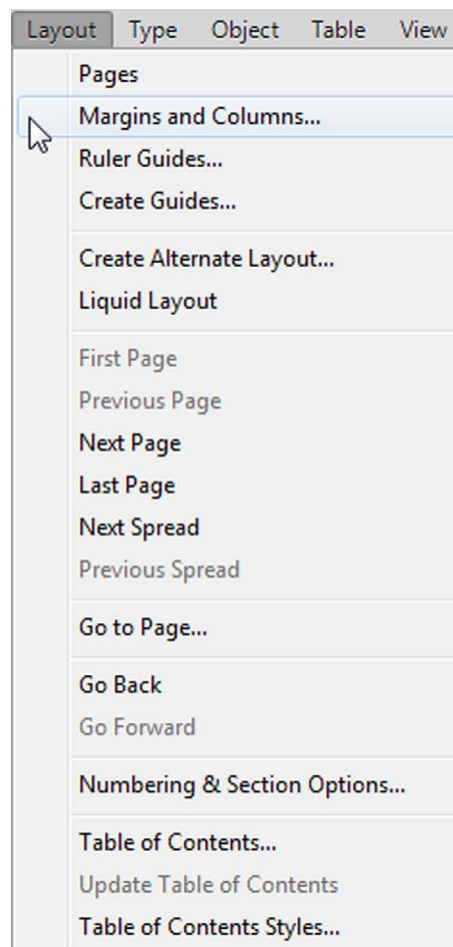 Layout Type Object Table View
Pages
Margins and Columns...
Ruler Guides...
Create Guides...
Create Alternate Layout...
Liquid Layout
First Page
Previous Page
Next Page
Last Page
Next Spread
Previous Spread
Go to Page...
Go Back
Go Forward
Numbering & Section Options...
Table of Contents...
Update Table of Contents
Table of Contents Styles...